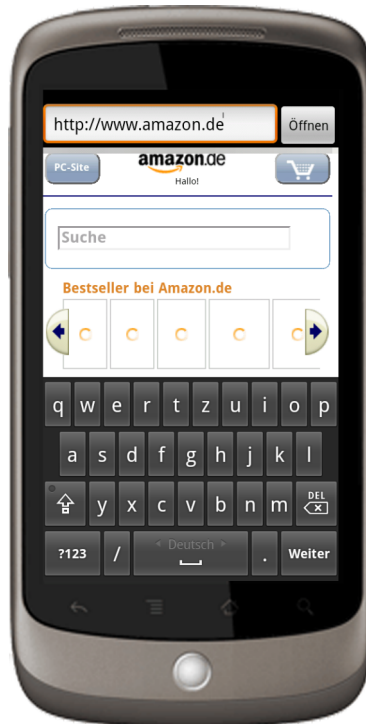 http://www.amazon.de
Öffnen
PC-Site
amazon.de
Hallo!
Suche
Bestseller bei Amazon.de
q w e r t z u i o p
a s d f g h j k l
y x c v b n m DEL
?123 / Deutsch . Weiter